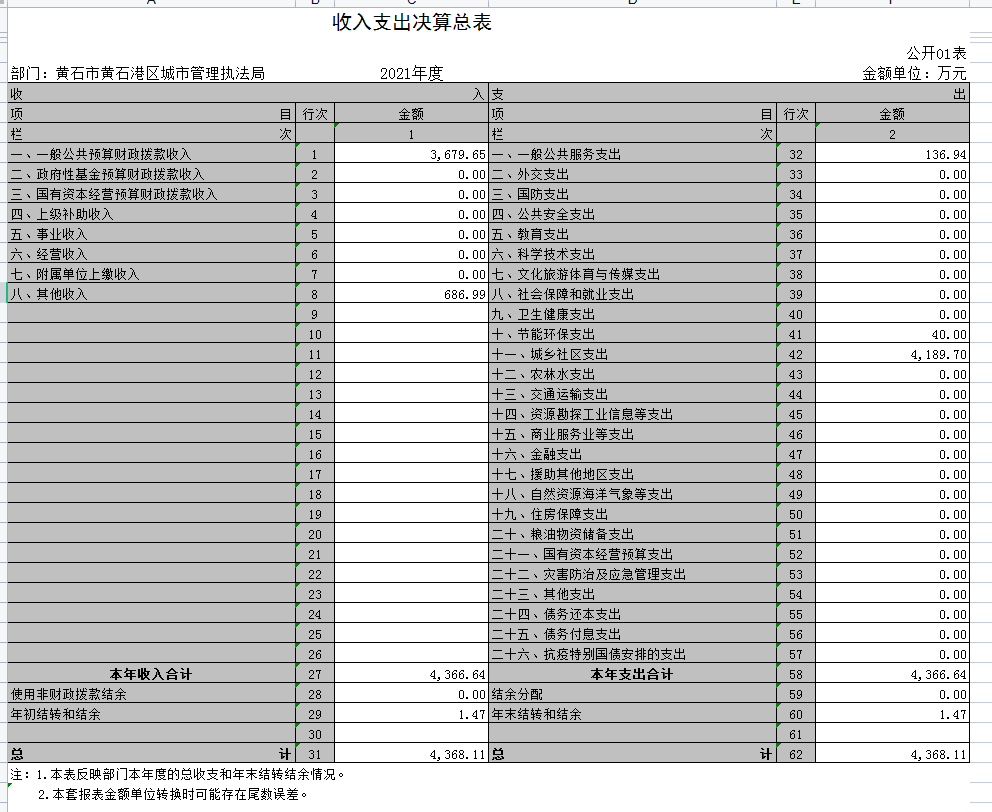 收入支出决算总表
公开01表
部门：黄石市黄石港区城市管理执法局 2021年度 金额单位：万元
收 入 支 出
项 目 行次 金额 项 目 行次 金额
栏 次 1 栏 次 2
一、一般公共预算财政拨款收入 1 3,679.65 一、一般公共服务支出 32 136.94
二、政府性基金预算财政拨款收入 2 0.00 二、外交支出 33 0.00
三、国有资本经营预算财政拨款收入 3 0.00 三、国防支出 34 0.00
四、上级补助收入 4 0.00 四、公共安全支出 35 0.00
五、事业收入 5 0.00 五、教育支出 36 0.00
六、经营收入 6 0.00 六、科学技术支出 37 0.00
七、附属单位上缴收入 7 0.00 七、文化旅游体育与传媒支出 38 0.00
八、其他收入 8 686.99 八、社会保障和就业支出 39 0.00
9 九、卫生健康支出 40 0.00
10 十、节能环保支出 41 40.00
11 十一、城乡社区支出 42 4,189.70
12 十二、农林水支出 43 0.00
13 十三、交通运输支出 44 0.00
14 十四、资源勘探工业信息等支出 45 0.00
15 十五、商业服务业等支出 46 0.00
16 十六、金融支出 47 0.00
17 十七、援助其他地区支出 48 0.00
18 十八、自然资源海洋气象等支出 49 0.00
19 十九、住房保障支出 50 0.00
20 二十、粮油物资储备支出 51 0.00
21 二十一、国有资本经营预算支出 52 0.00
22 二十二、灾害防治及应急管理支出 53 0.00
23 二十三、其他支出 54 0.00
24 二十四、债务还本支出 55 0.00
25 二十五、债务付息支出 56 0.00
26 二十六、抗疫特别国债安排的支出 57 0.00
本年收入合计 27 4,366.64 本年支出合计 58 4,366.64
使用非财政拨款结余 28 0.00 结余分配 59 0.00
年初结转和结余 29 1.47 年末结转和结余 60 1.47
30 61
总 计 31 4,368.11 总 计 62 4,368.11
注：1.本表反映部门本年度的总收支和年末结转结余情况。
2.本套报表金额单位转换时可能存在尾数误差。